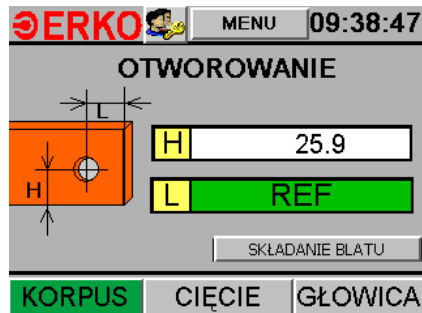 ERKO MENU 09:38:47
OTWOROWANIE
L
H 25.9
H
L REF
SKŁADANIE BLATU
KORPUS CIĘCIE GŁOWICA